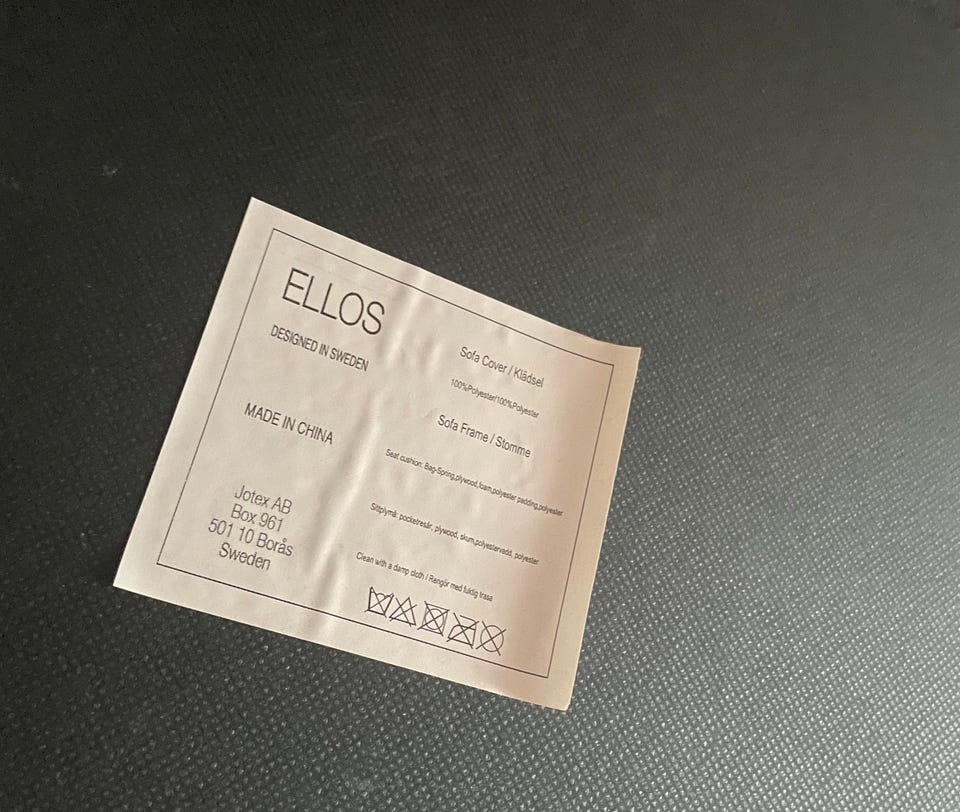 ELLOS
DESIGNED IN SWEDEN
MADE IN CHINA
Jotex AB
Box 961
501 10 Borås
Sweden
Sofa Cover / Klädsel
100%Polyester/100%Polyester
Sofa Frame / Stomme
Seat cushion: Bag-Spring,plywood,foam,polyester padding,polyester
Sittplymå: pocketresår, plywood, skum,polestervadd, polyester
Clean with a damp cloth / Rengör med fuktig trasa